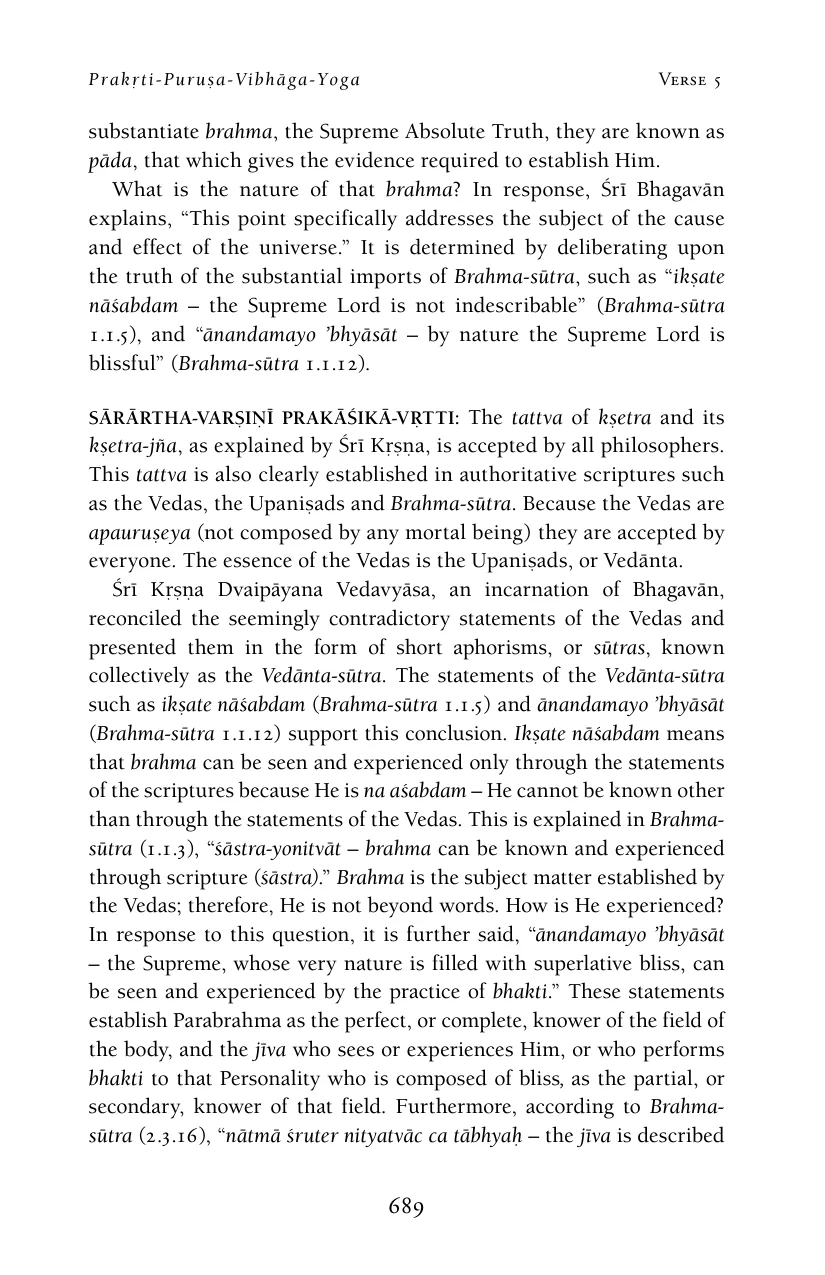 Prakṛti-Puruṣa-Vibhāga-Yoga Verse 5
substantiate brahma, the Supreme Absolute Truth, they are known as
pāda, that which gives the evidence required to establish Him.
What is the nature of that brahma? In response, Śrī Bhagavān
explains, “This point specifically addresses the subject of the cause
and effect of the universe.” It is determined by deliberating upon
the truth of the substantial imports of Brahma-sūtra, such as “ikṣate
nāśabdam – the Supreme Lord is not indescribable” (Brahma-sūtra
1.1.5), and “ānandamayo ’bhyāsāt – by nature the Supreme Lord is
blissful” (Brahma-sūtra 1.1.12).
SĀRĀRTHA-VARṢIṆĪ PRAKĀŚIKĀ-VṚTTI: The tattva of kṣetra and its
kṣetra-jña, as explained by Śrī Kṛṣṇa, is accepted by all philosophers.
This tattva is also clearly established in authoritative scriptures such
as the Vedas, the Upaniṣads and Brahma-sūtra. Because the Vedas are
apauruṣeya (not composed by any mortal being) they are accepted by
everyone. The essence of the Vedas is the Upaniṣads, or Vedānta.
Śrī Kṛṣṇa Dvaipāyana Vedavyāsa, an incarnation of Bhagavān,
reconciled the seemingly contradictory statements of the Vedas and
presented them in the form of short aphorisms, or sūtras, known
collectively as the Vedānta-sūtra. The statements of the Vedānta-sūtra
such as ikṣate nāśabdam (Brahma-sūtra 1.1.5) and ānandamayo ’bhyāsāt
(Brahma-sūtra 1.1.12) support this conclusion. Ikṣate nāśabdam means
that brahma can be seen and experienced only through the statements
of the scriptures because He is na aśabdam – He cannot be known other
than through the statements of the Vedas. This is explained in Brahma-
sūtra (1.1.3), “śāstra-yonitvāt – brahma can be known and experienced
through scripture (śāstra).” Brahma is the subject matter established by
the Vedas; therefore, He is not beyond words. How is He experienced?
In response to this question, it is further said, “ānandamayo ’bhyāsāt
– the Supreme, whose very nature is filled with superlative bliss, can
be seen and experienced by the practice of bhakti.” These statements
establish Parabrahma as the perfect, or complete, knower of the field of
the body, and the jīva who sees or experiences Him, or who performs
bhakti to that Personality who is composed of bliss, as the partial, or
secondary, knower of that field. Furthermore, according to Brahma-
sūtra (2.3.16), “nātmā śruter nityatvāc ca tābhyaḥ – the jīva is described
689